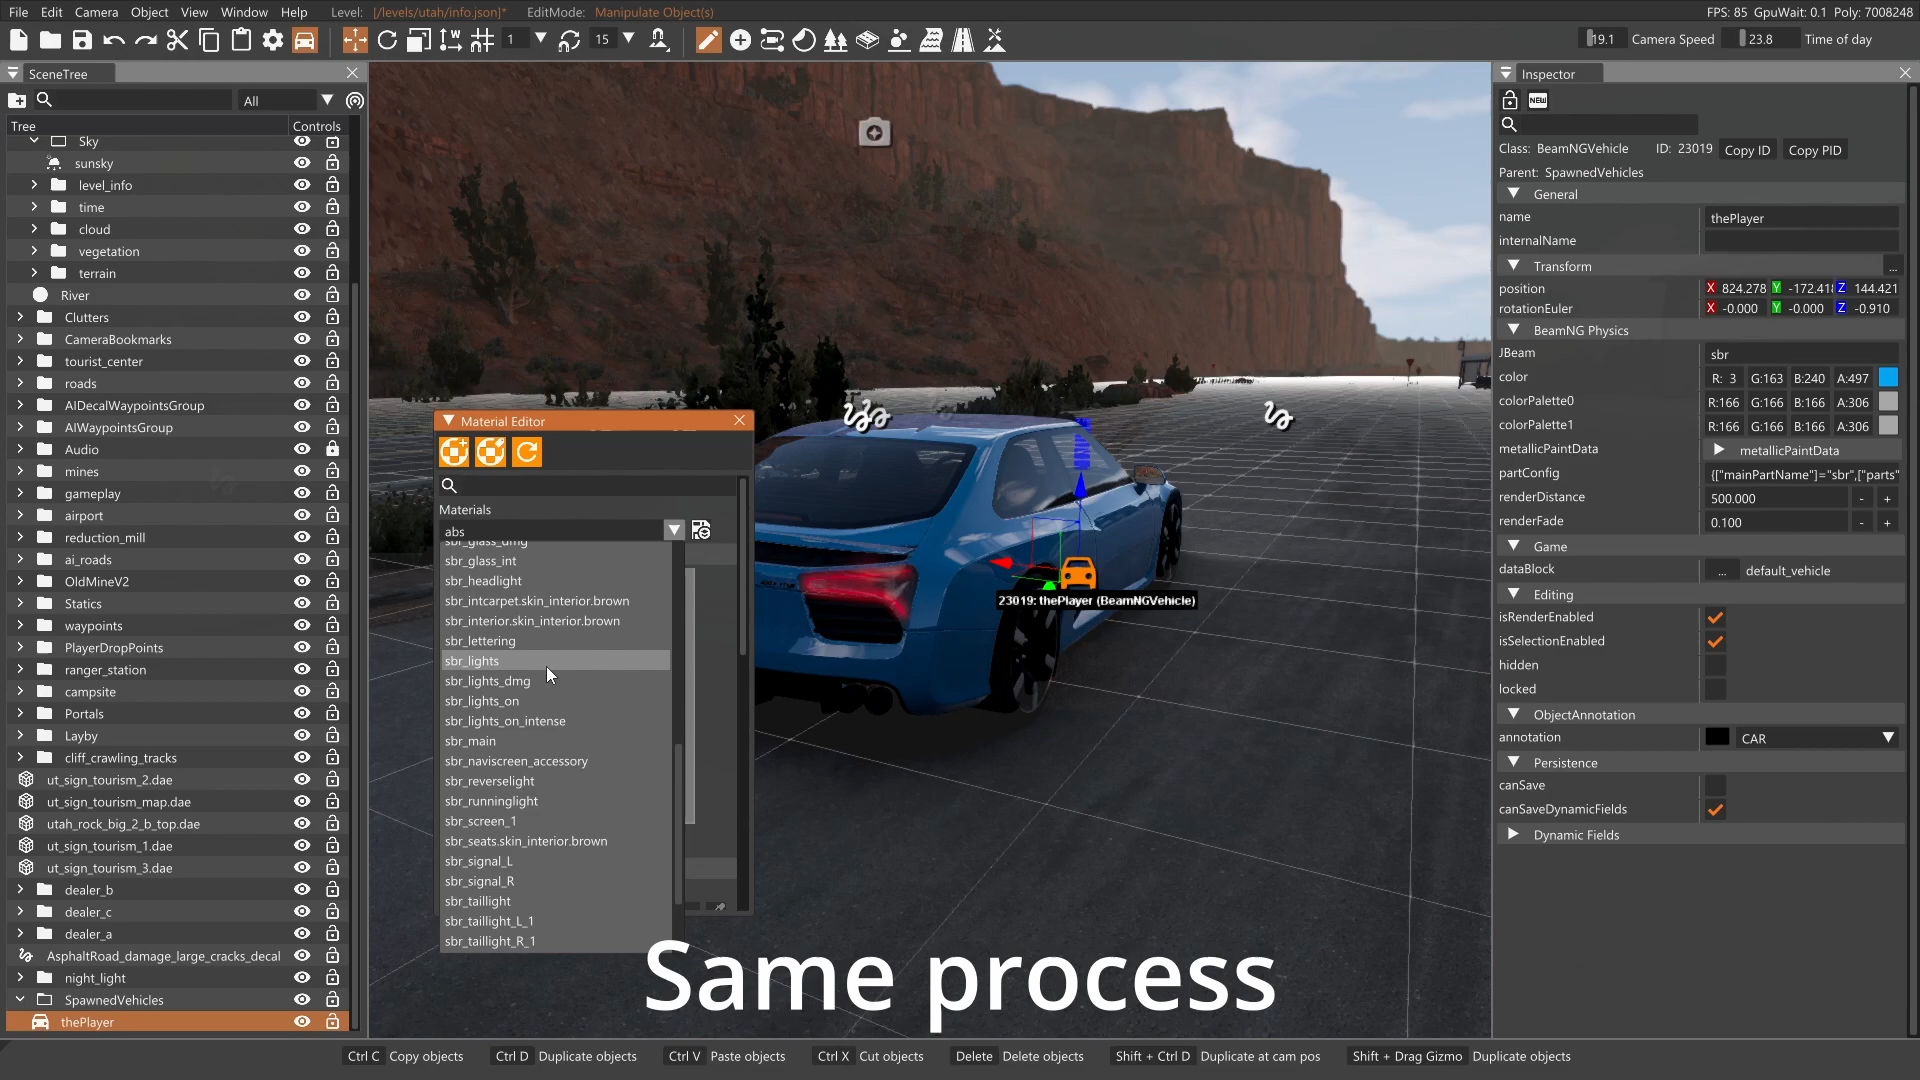 File Edit Camera Object View Window Help Level: [/levels/utah/info.json]* EditMode: Manipulate Object(s) FPS: 85 GpuWait: 0.1 Poly: 7008248
1 15 19.1 Camera Speed 23.8 Time of day
SceneTree
All
Tree Controls
Sky
sunsky
level_info
time
cloud
vegetation
terrain
River
Clutters
CameraBookmarks
tourist_center
roads
AIDecalWaypointsGroup
AIWaypointsGroup
Audio
mines
gameplay
airport
reduction_mill
ai_roads
OldMineV2
Statics
waypoints
PlayerDropPoints
ranger_station
campsite
Portals
Layby
cliff_crawling_tracks
ut_sign_tourism_2.dae
ut_sign_tourism_map.dae
utah_rock_big_2_b_top.dae
ut_sign_tourism_1.dae
ut_sign_tourism_3.dae
dealer_b
dealer_c
dealer_a
AsphaltRoad_damage_large_cracks_decal
night_light
SpawnedVehicles
thePlayer
Material Editor
Materials
abs
sbr_glass_dmg
sbr_glass_int
sbr_headlight
sbr_intcarpet.skin_interior.brown
sbr_interior.skin_interior.brown
sbr_lettering
sbr_lights
sbr_lights_dmg
sbr_lights_on
sbr_lights_on_intense
sbr_main
sbr_naviscreen_accessory
sbr_reverselight
sbr_runninglight
sbr_screen_1
sbr_seats.skin_interior.brown
sbr_signal_L
sbr_signal_R
sbr_taillight
sbr_taillight_L_1
sbr_taillight_R_1
23019: thePlayer (BeamNGVehicle)
Same process
Inspector
NEW
Class: BeamNGVehicle ID: 23019 Copy ID Copy PID
Parent: SpawnedVehicles
General
name thePlayer
internalName
Transform ...
position X 824.278 Y -172.418 Z 144.421
rotationEuler X -0.000 Y -0.000 Z -0.910
BeamNG Physics
JBeam sbr
color R: 3 G:163 B:240 A:497
colorPalette0 R:166 G:166 B:166 A:306
colorPalette1 R:166 G:166 B:166 A:306
metallicPaintData metallicPaintData
partConfig {["mainPartName"]="sbr",["parts"
renderDistance 500.000 - +
renderFade 0.100 - +
Game
dataBlock ... default_vehicle
Editing
isRenderEnabled
isSelectionEnabled
hidden
locked
ObjectAnnotation
annotation CAR
Persistence
canSave
canSaveDynamicFields
Dynamic Fields
Ctrl C Copy objects Ctrl D Duplicate objects Ctrl V Paste objects Ctrl X Cut objects Delete Delete objects Shift + Ctrl D Duplicate at cam pos Shift + Drag Gizmo Duplicate objects